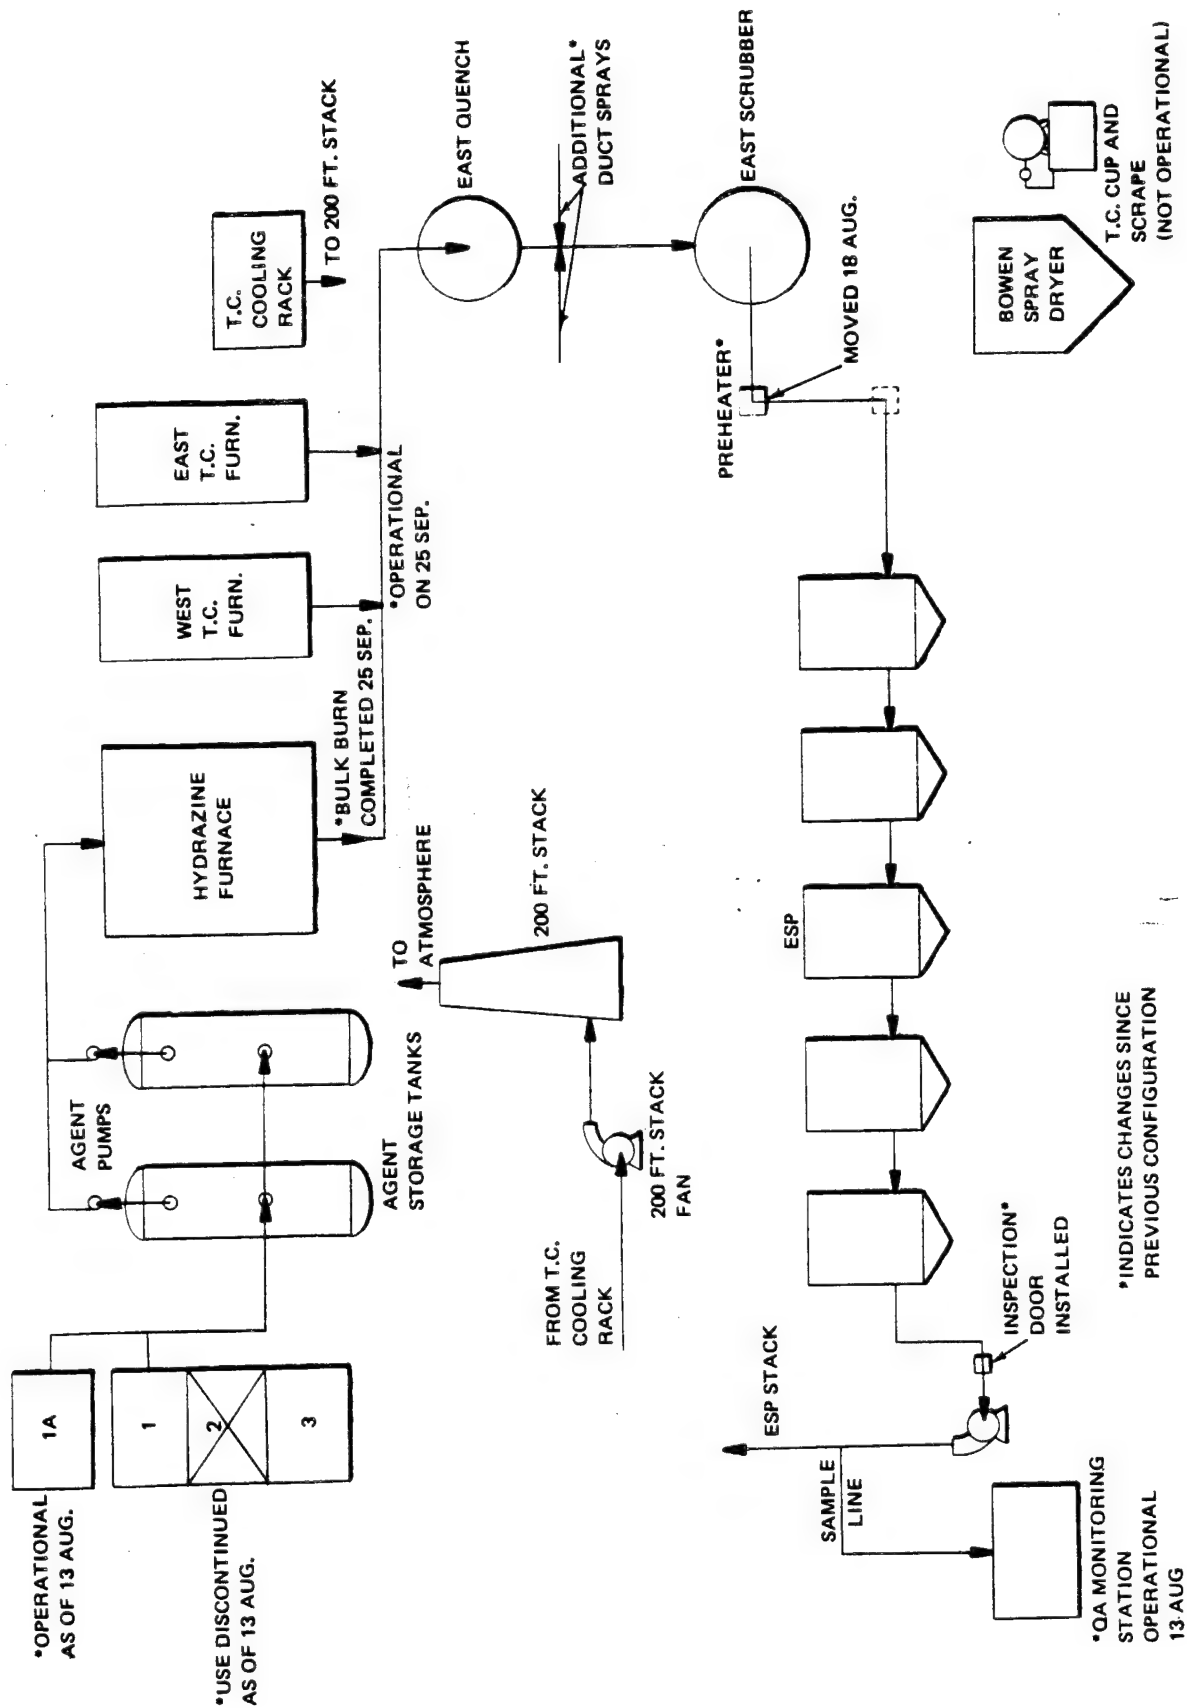 *OPERATIONAL
AS OF 13 AUG.
1A
1
2
3
*USE DISCONTINUED
AS OF 13 AUG.
AGENT
PUMPS
AGENT
STORAGE TANKS
HYDRAZINE
FURNACE
*BULK BURN
COMPLETED 25 SEP.
WEST
T.C.
FURN.
EAST
T.C.
FURN.
*OPERATIONAL
ON 25 SEP.
T.C.
COOLING
RACK
TO 200 FT. STACK
EAST QUENCH
ADDITIONAL*
DUCT SPRAYS
EAST SCRUBBER
PREHEATER*
MOVED 18 AUG.
TO
ATMOSPHERE
200 FT. STACK
200 FT. STACK
FAN
FROM T.C.
COOLING
RACK
ESP
ESP STACK
SAMPLE
LINE
INSPECTION*
DOOR
INSTALLED
*QA MONITORING
STATION
OPERATIONAL
13 AUG
BOWEN
SPRAY
DRYER
T.C. CUP AND
SCRAPE
(NOT OPERATIONAL)
*INDICATES CHANGES SINCE
PREVIOUS CONFIGURATION